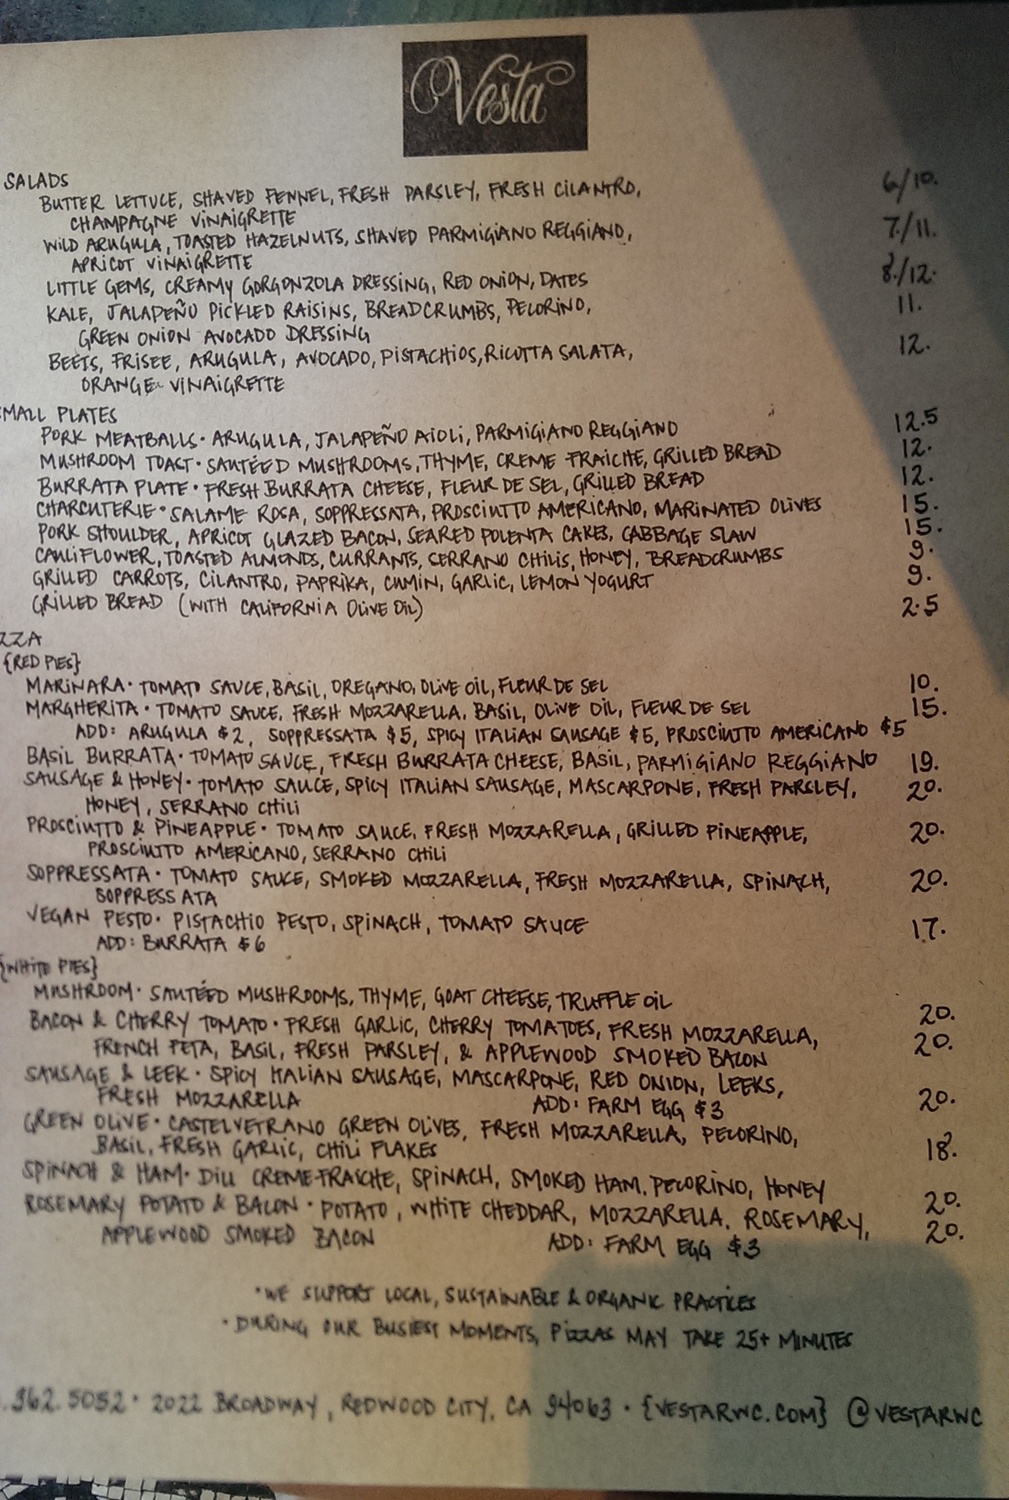 Vesta
SALADS
BUTTER LETTUCE, SHAVED FENNEL, FRESH PARSLEY, FRESH CILANTRO, 6/10.
CHAMPAGNE VINAIGRETTE
WILD ARUGULA, TOASTED HAZELNUTS, SHAVED PARMIGIANO REGGIANO, 7/11.
APRICOT VINAIGRETTE
LITTLE GEMS, CREAMY GORGONZOLA DRESSING, RED ONION, DATES 8/12.
KALE, JALAPEÑO PICKLED RAISINS, BREADCRUMBS, PECORINO, 11.
GREEN ONION AVOCADO DRESSING
BEETS, FRISEE, ARUGULA, AVOCADO, PISTACHIOS, RICOTTA SALATA, 12.
ORANGE VINAIGRETTE
MALL PLATES
PORK MEATBALLS · ARUGULA, JALAPEÑO AIOLI, PARMIGIANO REGGIANO 12.5
MUSHROOM TOAST · SAUTÉED MUSHROOMS, THYME, CREME FRAICHE, GRILLED BREAD 12.
BURRATA PLATE · FRESH BURRATA CHEESE, FLEUR DE SEL, GRILLED BREAD 12.
CHARCUTERIE · SALAME ROSA, SOPPRESSATA, PROSCIUTTO AMERICANO, MARINATED OLIVES 15.
PORK SHOULDER, APRICOT GLAZED BACON, SEARED POLENTA CAKES, CABBAGE SLAW 15.
CAULIFLOWER, TOASTED ALMONDS, CURRANTS, SERRANO CHILIS, HONEY, BREADCRUMBS 9.
GRILLED CARROTS, CILANTRO, PAPRIKA, CUMIN, GARLIC, LEMON YOGURT 9.
GRILLED BREAD (WITH CALIFORNIA OLIVE OIL) 2.5
ZZA
{RED PIES}
MARINARA · TOMATO SAUCE, BASIL, OREGANO, OLIVE OIL, FLEUR DE SEL 10.
MARGHERITA · TOMATO SAUCE, FRESH MOZZARELLA, BASIL, OLIVE OIL, FLEUR DE SEL 15.
ADD: ARUGULA $2, SOPPRESSATA $5, SPICY ITALIAN SAUSAGE $5, PROSCIUTTO AMERICANO $5
BASIL BURRATA · TOMATO SAUCE, FRESH BURRATA CHEESE, BASIL, PARMIGIANO REGGIANO 19.
SAUSAGE & HONEY · TOMATO SAUCE, SPICY ITALIAN SAUSAGE, MASCARPONE, FRESH PARSLEY, 20.
HONEY, SERRANO CHILI
PROSCIUTTO & PINEAPPLE · TOMATO SAUCE, FRESH MOZZARELLA, GRILLED PINEAPPLE, 20.
PROSCIUTTO AMERICANO, SERRANO CHILI
SOPPRESSATA · TOMATO SAUCE, SMOKED MOZZARELLA, FRESH MOZZARELLA, SPINACH, 20.
SOPPRESSATA
VEGAN PESTO · PISTACHIO PESTO, SPINACH, TOMATO SAUCE 17.
ADD: BURRATA $6
{WHITE PIES}
MUSHROOM · SAUTÉED MUSHROOMS, THYME, GOAT CHEESE, TRUFFLE OIL 20.
BACON & CHERRY TOMATO · FRESH GARLIC, CHERRY TOMATOES, FRESH MOZZARELLA, 20.
FRENCH FETA, BASIL, FRESH PARSLEY, & APPLEWOOD SMOKED BACON
SAUSAGE & LEEK · SPICY ITALIAN SAUSAGE, MASCARPONE, RED ONION, LEEKS, 20.
FRESH MOZZARELLA ADD: FARM EGG $3
GREEN OLIVE · CASTELVETRANO GREEN OLIVES, FRESH MOZZARELLA, PECORINO, 18.
BASIL, FRESH GARLIC, CHILI FLAKES
SPINACH & HAM · DILL CREME-FRAICHE, SPINACH, SMOKED HAM, PECORINO, HONEY 20.
ROSEMARY POTATO & BACON · POTATO, WHITE CHEDDAR, MOZZARELLA, ROSEMARY, 20.
APPLEWOOD SMOKED BACON ADD: FARM EGG $3
· WE SUPPORT LOCAL, SUSTAINABLE & ORGANIC PRACTICES
· DURING OUR BUSIEST MOMENTS, PIZZAS MAY TAKE 25+ MINUTES
.362.5052 · 2022 BROADWAY, REDWOOD CITY, CA 94063 · {VESTARWC.COM} @VESTARWC